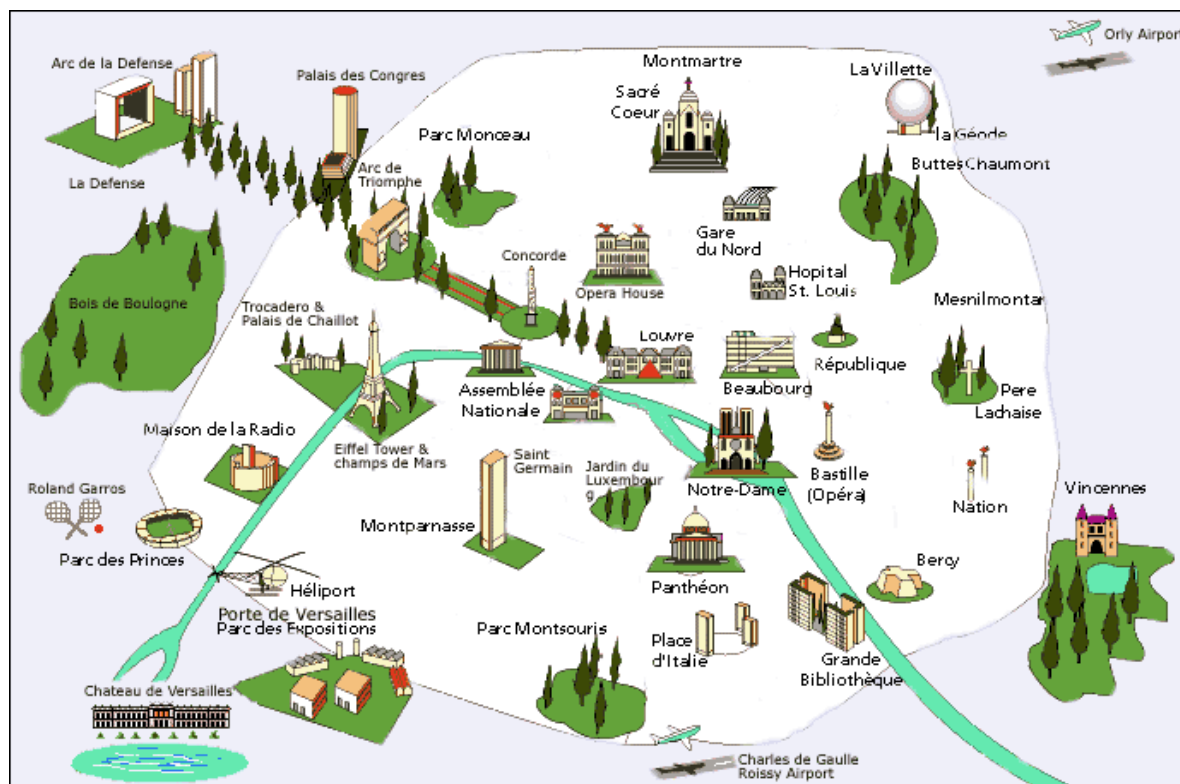 Orly Airport
Arc de la Defense
Montmartre
La Villette
Palais des Congres
Sacré
Coeur
Parc Monceau
la Géode
Buttes Chaumont
La Defense
Arc de
Triomphe
Gare
du Nord
Concorde
Hopital
St. Louis
Opera House
Bois de Boulogne
Trocadero &
Palais de Chaillot
Mesnilmontar
Louvre
République
Assemblée
Nationale
Beaubourg
Pere
Lachaise
Maison de la Radio
Eiffel Tower &
champs de Mars
Saint
Germain
Jardin du
Luxembour
g
Notre-Dame
Bastille
(Opéra)
Nation
Vincennes
Roland Garros
Montparnasse
Parc des Princes
Bercy
Héliport
Panthéon
Porte de Versailles
Parc des Expositions
Parc Montsouris
Place
d'Italie
Grande
Bibliothèque
Chateau de Versailles
Charles de Gaulle
Roissy Airport